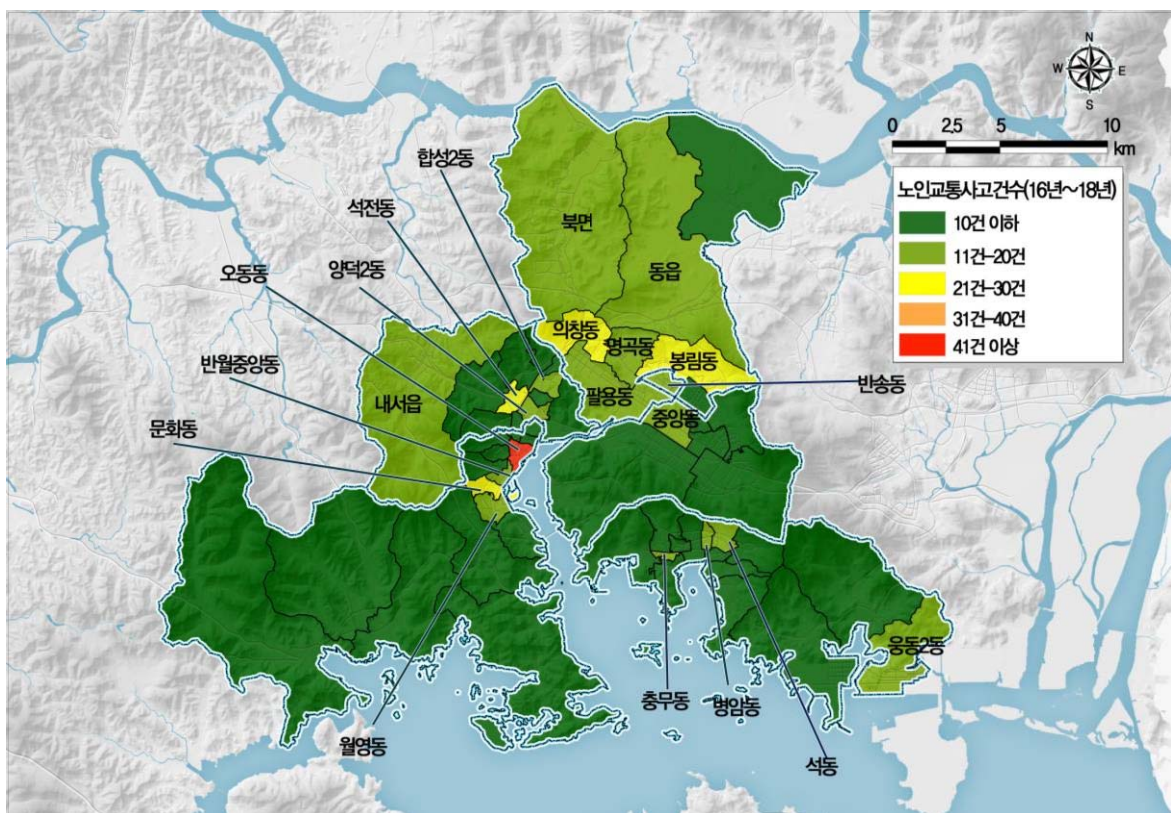 N
W E
S
0 2,5 5 10
km
노인교통사고건수(16년~18년)
10건 이하
11건-20건
21건-30건
31건-40건
41건 이상
합성2동
석전동
북면
양덕2동
오동동
동읍
의창동
명곡동
봉림동
반월중앙동
반송동
내서읍
팔용동
중앙동
문화동
웅동2동
충무동
병암동
월영동
석동